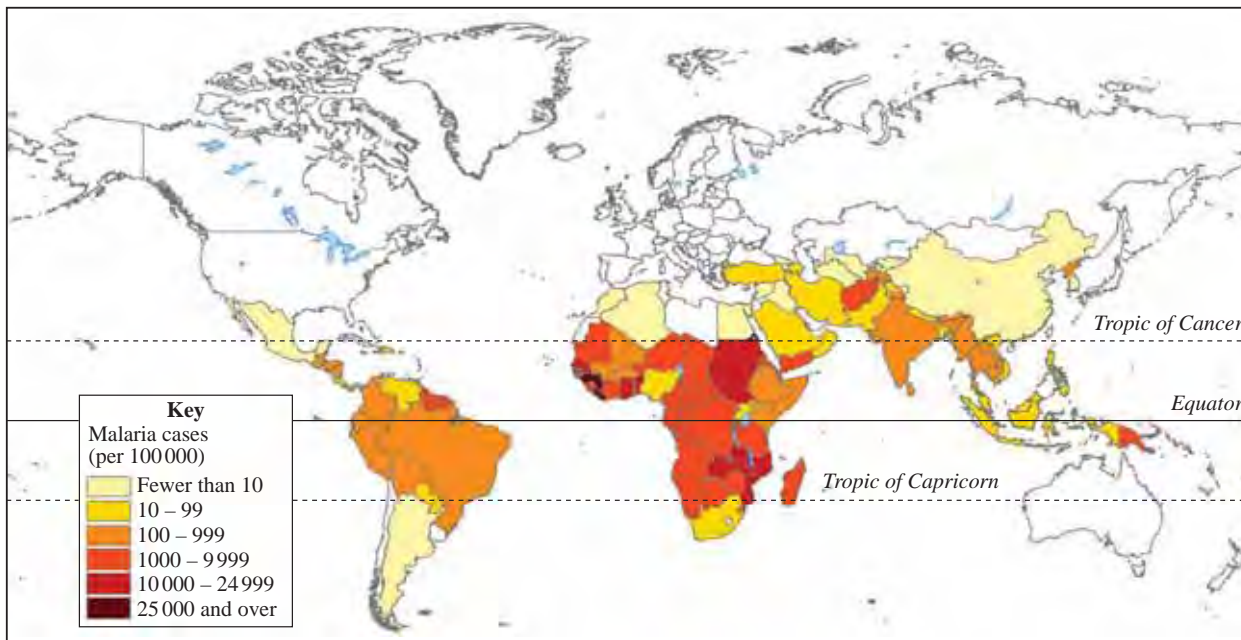 Tropic of Cancer
Equator
Tropic of Capricorn
Key
Malaria cases
(per 100 000)
Fewer than 10
10 – 99
100 – 999
1000 – 9999
10 000 – 24 999
25 000 and over